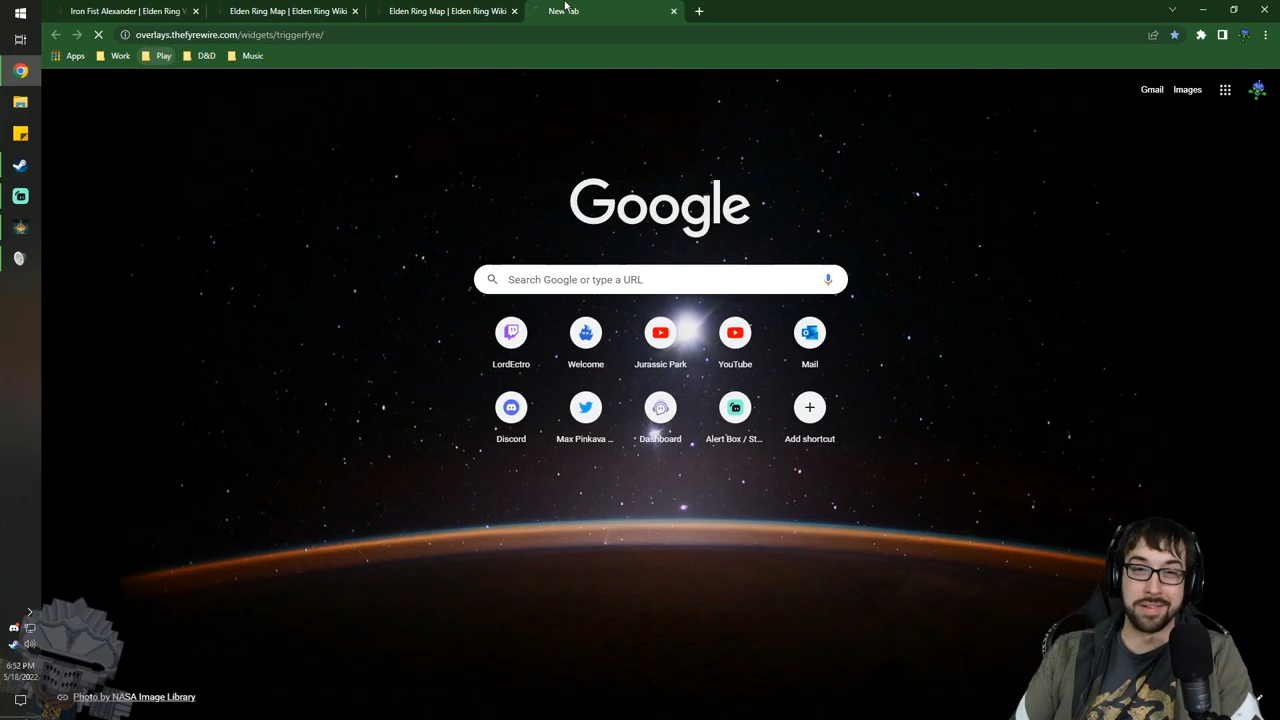 Iron Fist Alexander | Elden Ring W
Elden Ring Map | Elden Ring Wiki
Elden Ring Map | Elden Ring Wiki
New Tab
overlays.thefyrewire.com/widgets/triggerfyre/
Apps
Work
Play
D&D
Music
Gmail
Images
Google
Search Google or type a URL
LordEctro
Welcome
Jurassic Park
YouTube
Mail
Discord
Max Pinkava ...
Dashboard
Alert Box / St...
Add shortcut
6:52 PM
5/18/2022
Photo by NASA Image Library